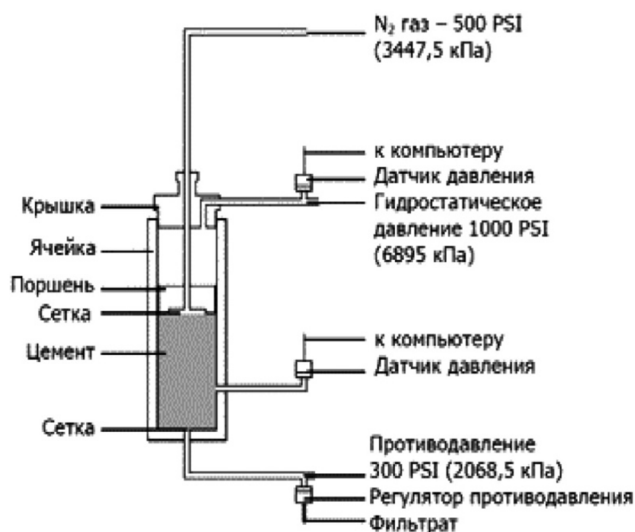 N₂ газ – 500 PSI
(3447,5 кПа)
к компьютеру
Датчик давления
Гидростатическое
давление 1000 PSI
(6895 кПа)
Крышка
Ячейка
Поршень
Сетка
Цемент
Сетка
к компьютеру
Датчик давления
Противодавление
300 PSI (2068,5 кПа)
Регулятор противодавления
Фильтрат